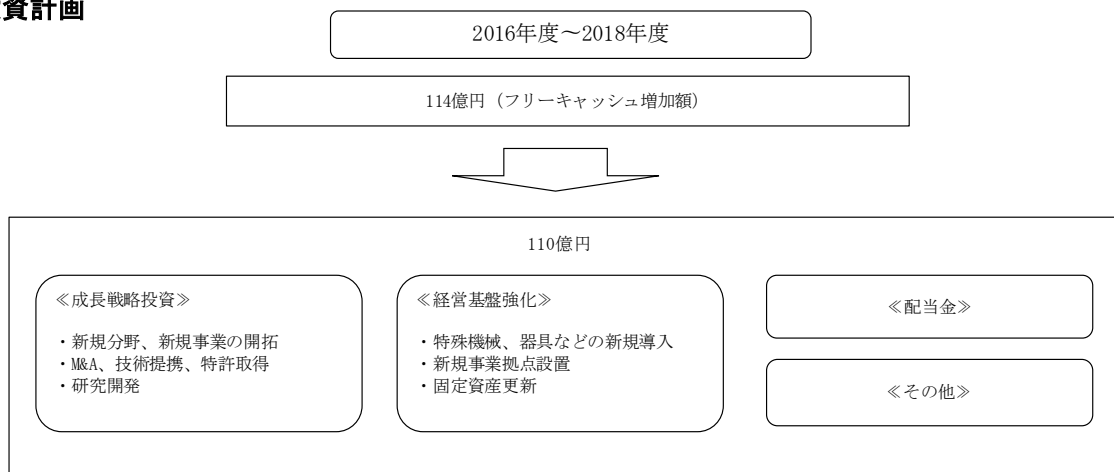 資計画
2016年度～2018年度
114億円（フリーキャッシュ増加額）
110億円
≪成長戦略投資≫
・新規分野、新規事業の開拓
・M&A、技術提携、特許取得
・研究開発
≪経営基盤強化≫
・特殊機械、器具などの新規導入
・新規事業拠点設置
・固定資産更新
≪配当金≫
≪その他≫